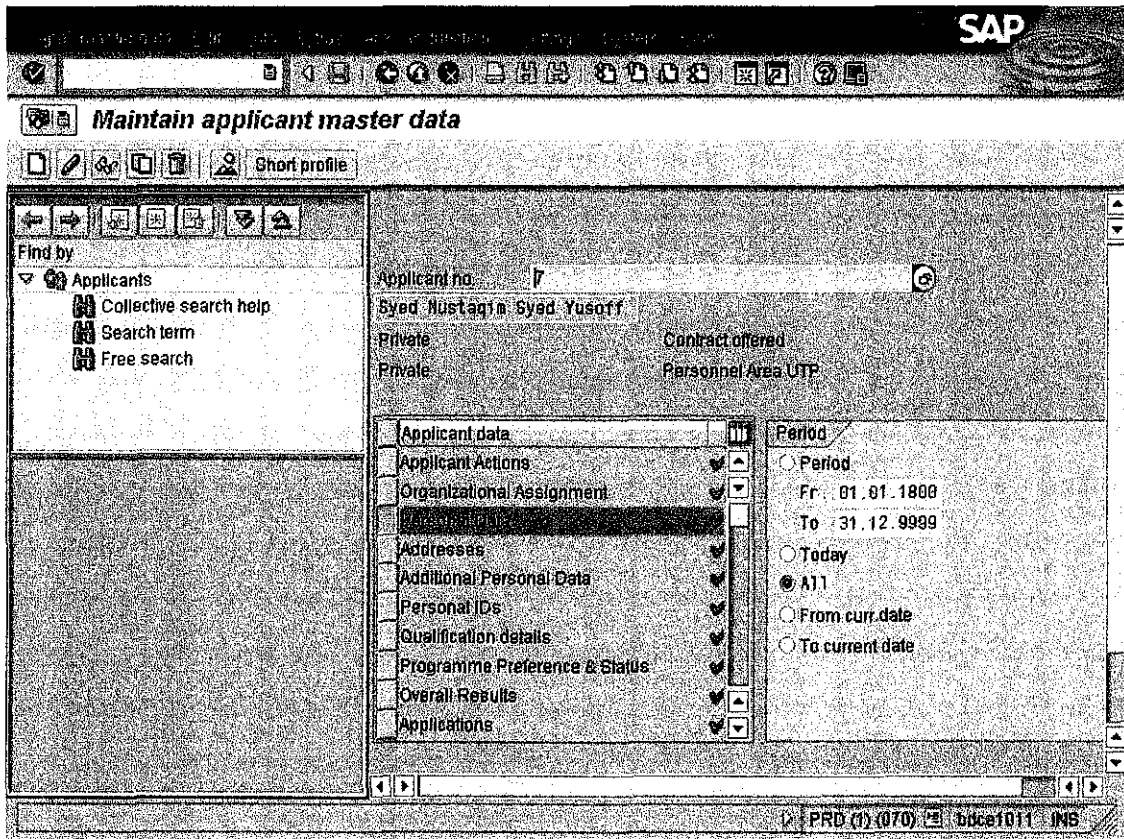 SAP
Maintain applicant master data
Short profile
Find by
Applicants
Collective search help
Search term
Free search
Applicant no. 7
Syed Mustaqim Syed Yusoff
Private Contract offered
Private Personnel Area UTP
Applicant data
Applicant Actions
Organizational Assignment
Addresses
Additional Personal Data
Personal IDs
Qualification details
Programme Preference & Status
Overall Results
Applications
Period
Period
Fr. 01.01.1800
To 31.12.9999
Today
All
From curr.date
To current date
PRD (1) (070) bdce1011 INS